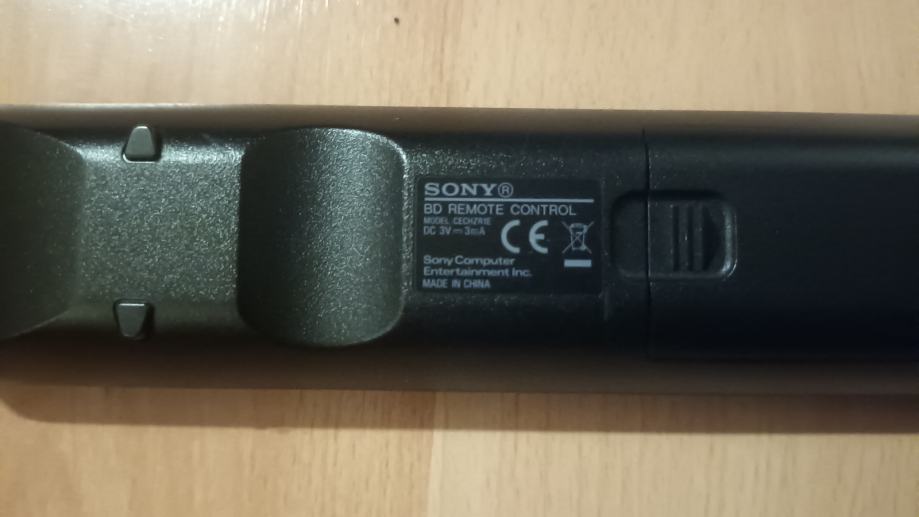 SONY®
BD REMOTE CONTROL
MODEL CECHZR1E
DC 3V ⎓ 3mA
CE
Sony Computer
Entertainment Inc.
MADE IN CHINA